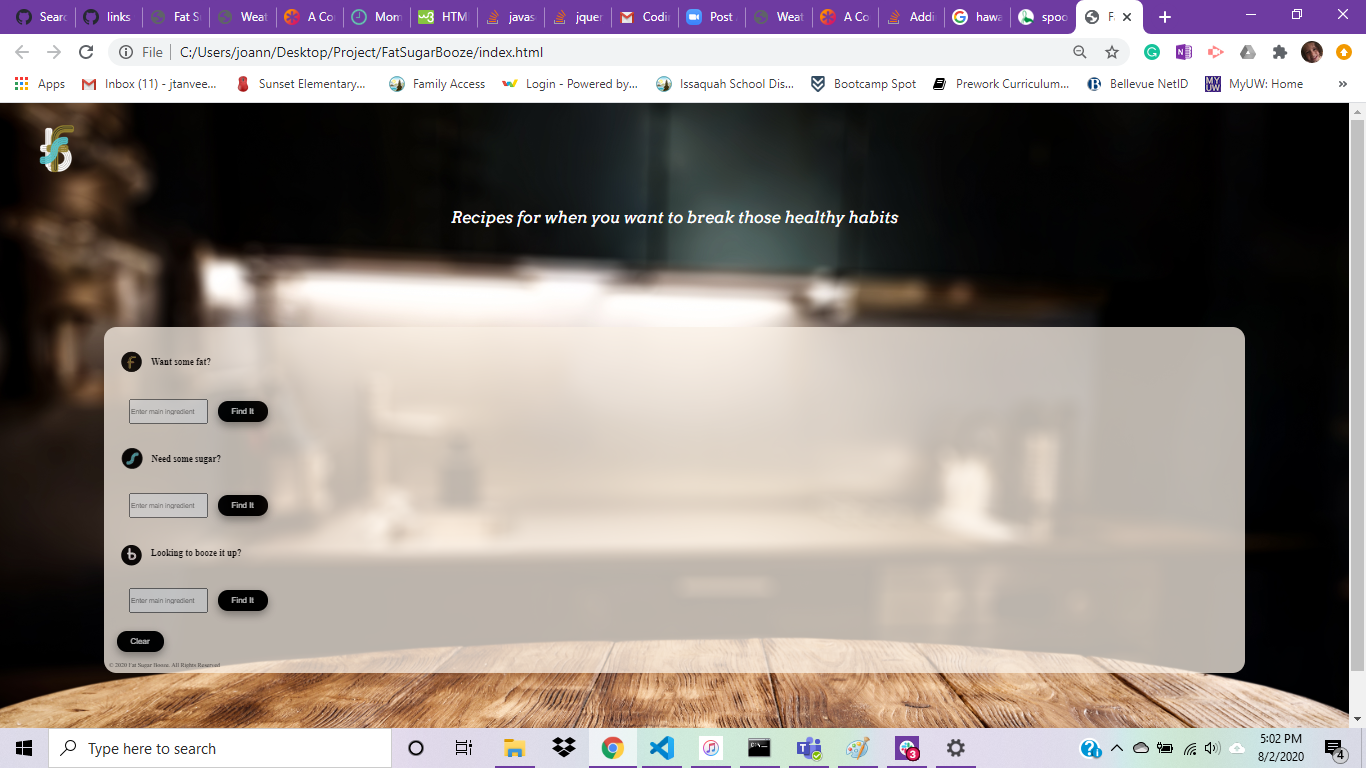 Searc
links
Fat S
Weat
A Co
Mom
HTM
javas
jquer
Codi
Post
Weat
A Co
Addi
hawa
spoo
F
File
C:/Users/joann/Desktop/Project/FatSugarBooze/index.html
Apps
Inbox (11) - jtanvee...
Sunset Elementary...
Family Access
Login - Powered by...
Issaquah School Dis...
Bootcamp Spot
Prework Curriculum...
Bellevue NetID
MyUW: Home
»
Recipes for when you want to break those healthy habits
Want some fat?
Enter main ingredient
Find It
Need some sugar?
Enter main ingredient
Find It
Looking to booze it up?
Enter main ingredient
Find It
Clear
© 2020 Fat Sugar Booze. All Rights Reserved
Type here to search
3
5:02 PM
8/2/2020
4